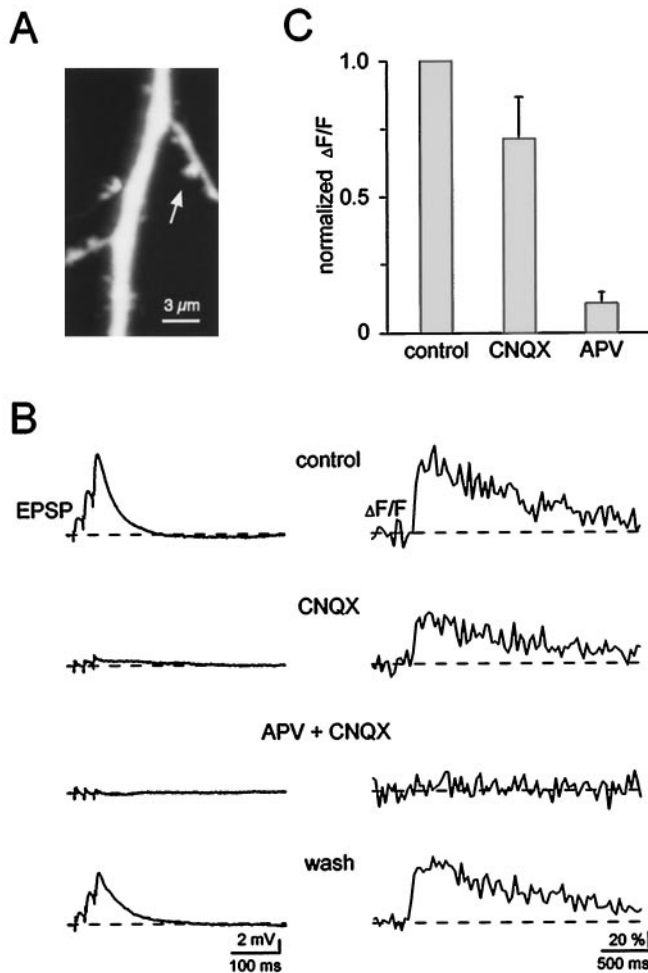 A
3 µm
C
normalized ΔF/F
1.0
0.5
0
control
CNQX
APV
B
EPSP
control
ΔF/F
CNQX
APV + CNQX
wash
2 mV
100 ms
20 %
500 ms